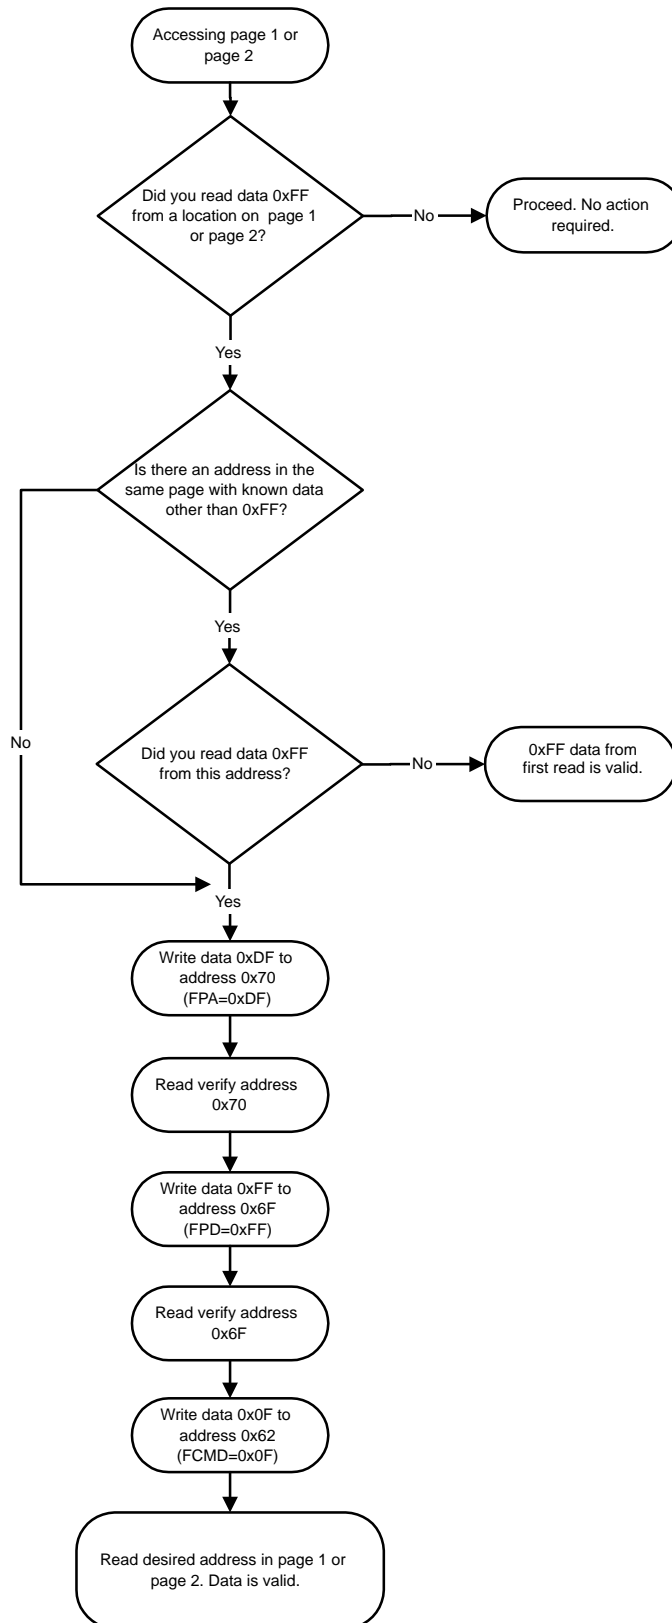 Accessing page 1 or
page 2
Did you read data 0xFF
from a location on  page 1
or page 2?
No
Proceed. No action
required.
Yes
Is there an address in the
same page with known data
other than 0xFF?
Yes
No
Did you read data 0xFF
from this address?
No
0xFF data from
first read is valid.
Yes
Write data 0xDF to
address 0x70
(FPA=0xDF)
Read verify address
0x70
Write data 0xFF to
address 0x6F
(FPD=0xFF)
Read verify address
0x6F
Write data 0x0F to
address 0x62
(FCMD=0x0F)
Read desired address in page 1 or
page 2. Data is valid.